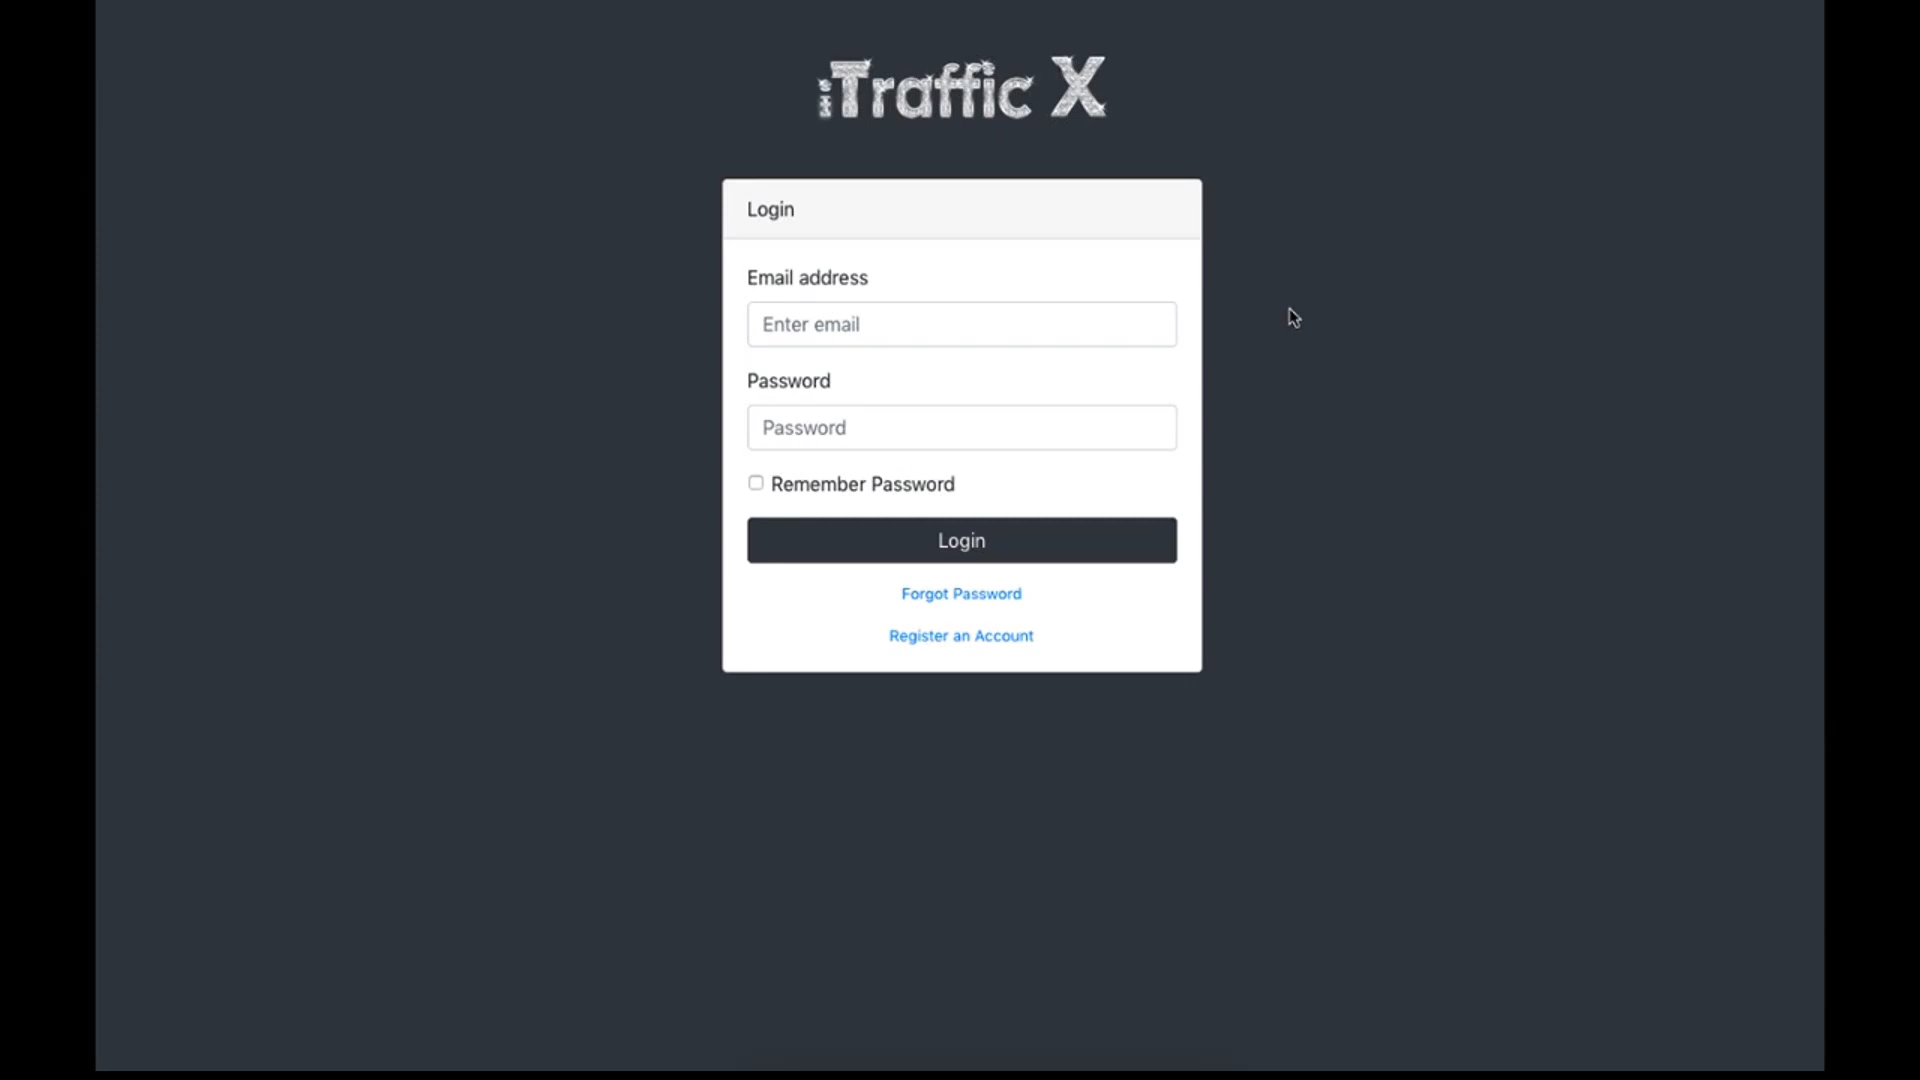 iTraffic X
Login
Email address
Enter email
Password
Password
Remember Password
Login
Forgot Password
Register an Account